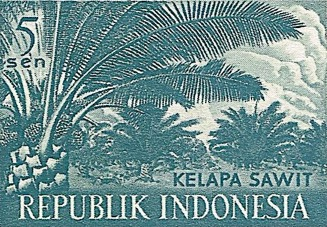 5
sen
KELAPA SAWIT
REPUBLIK INDONESIA